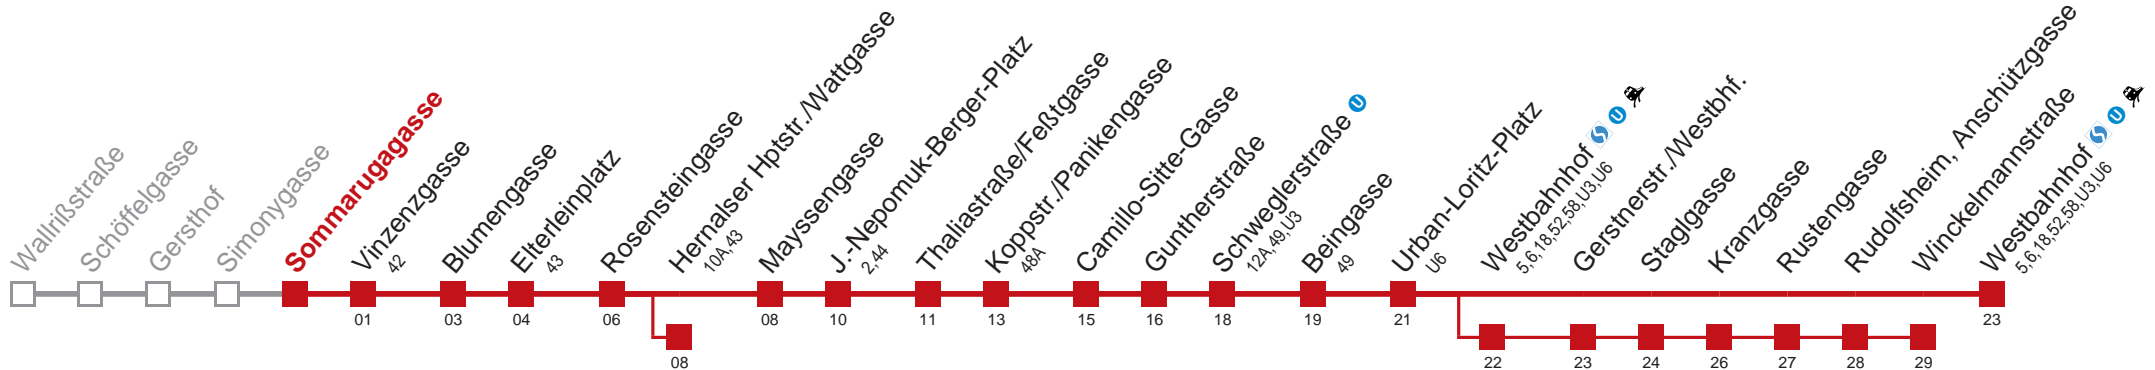 Wallrißstraße
Schöffelgasse
Gersthof
Simonygasse
Sommarugagasse
Vinzenzgasse
42
Blumengasse
Elterleinplatz
43
Rosensteingasse
Hernalser Hptstr./Wattgasse
10A,43
Mayssengasse
J.-Nepomuk-Berger-Platz
2,44
Thaliastraße/Feßtgasse
Koppstr./Panikengasse
48A
Camillo-Sitte-Gasse
Guntherstraße
Schweglerstraße U
12A,49,U3
Beingasse
49
Urban-Loritz-Platz
U6
Westbahnhof S U
5,6,18,52,58,U3,U6
Gerstnerstr./Westbhf.
Staglgasse
Kranzgasse
Rustengasse
Rudolfsheim, Anschützgasse
Winckelmannstraße
Westbahnhof S U
5,6,18,52,58,U3,U6
01 03 04 06 08 10 11 13 15 16 18 19 21 23
08 22 23 24 26 27 28 29